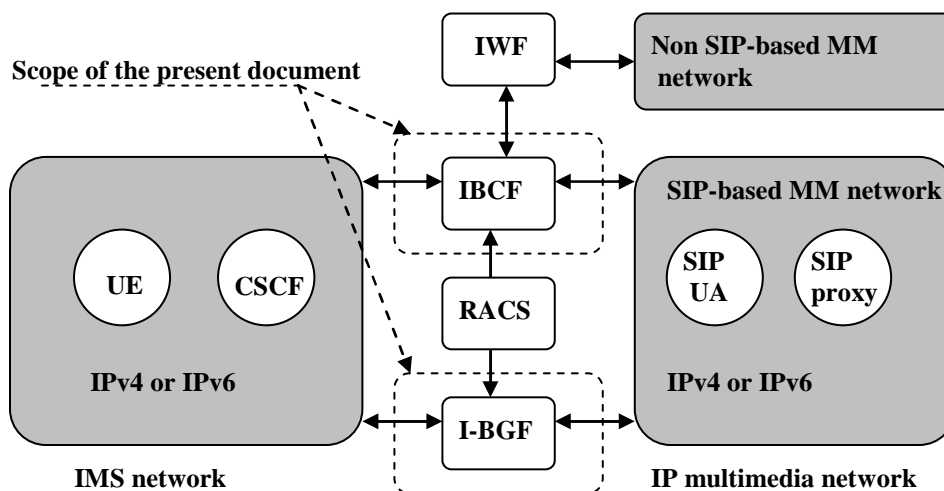 IWF
Non SIP-based MM
network
Scope of the present document
IBCF
SIP-based MM network
UE
CSCF
SIP
UA
SIP
proxy
RACS
IPv4 or IPv6
IPv4 or IPv6
I-BGF
IMS network
IP multimedia network